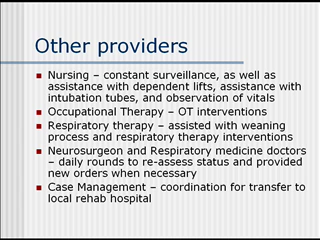 Other providers
Nursing – constant surveillance, as well as
assistance with dependent lifts, assistance with
intubation tubes, and observation of vitals
Occupational Therapy – OT interventions
Respiratory therapy – assisted with weaning
process and respiratory therapy interventions
Neurosurgeon and Respiratory medicine doctors
– daily rounds to re-assess status and provided
new orders when necessary
Case Management – coordination for transfer to
local rehab hospital